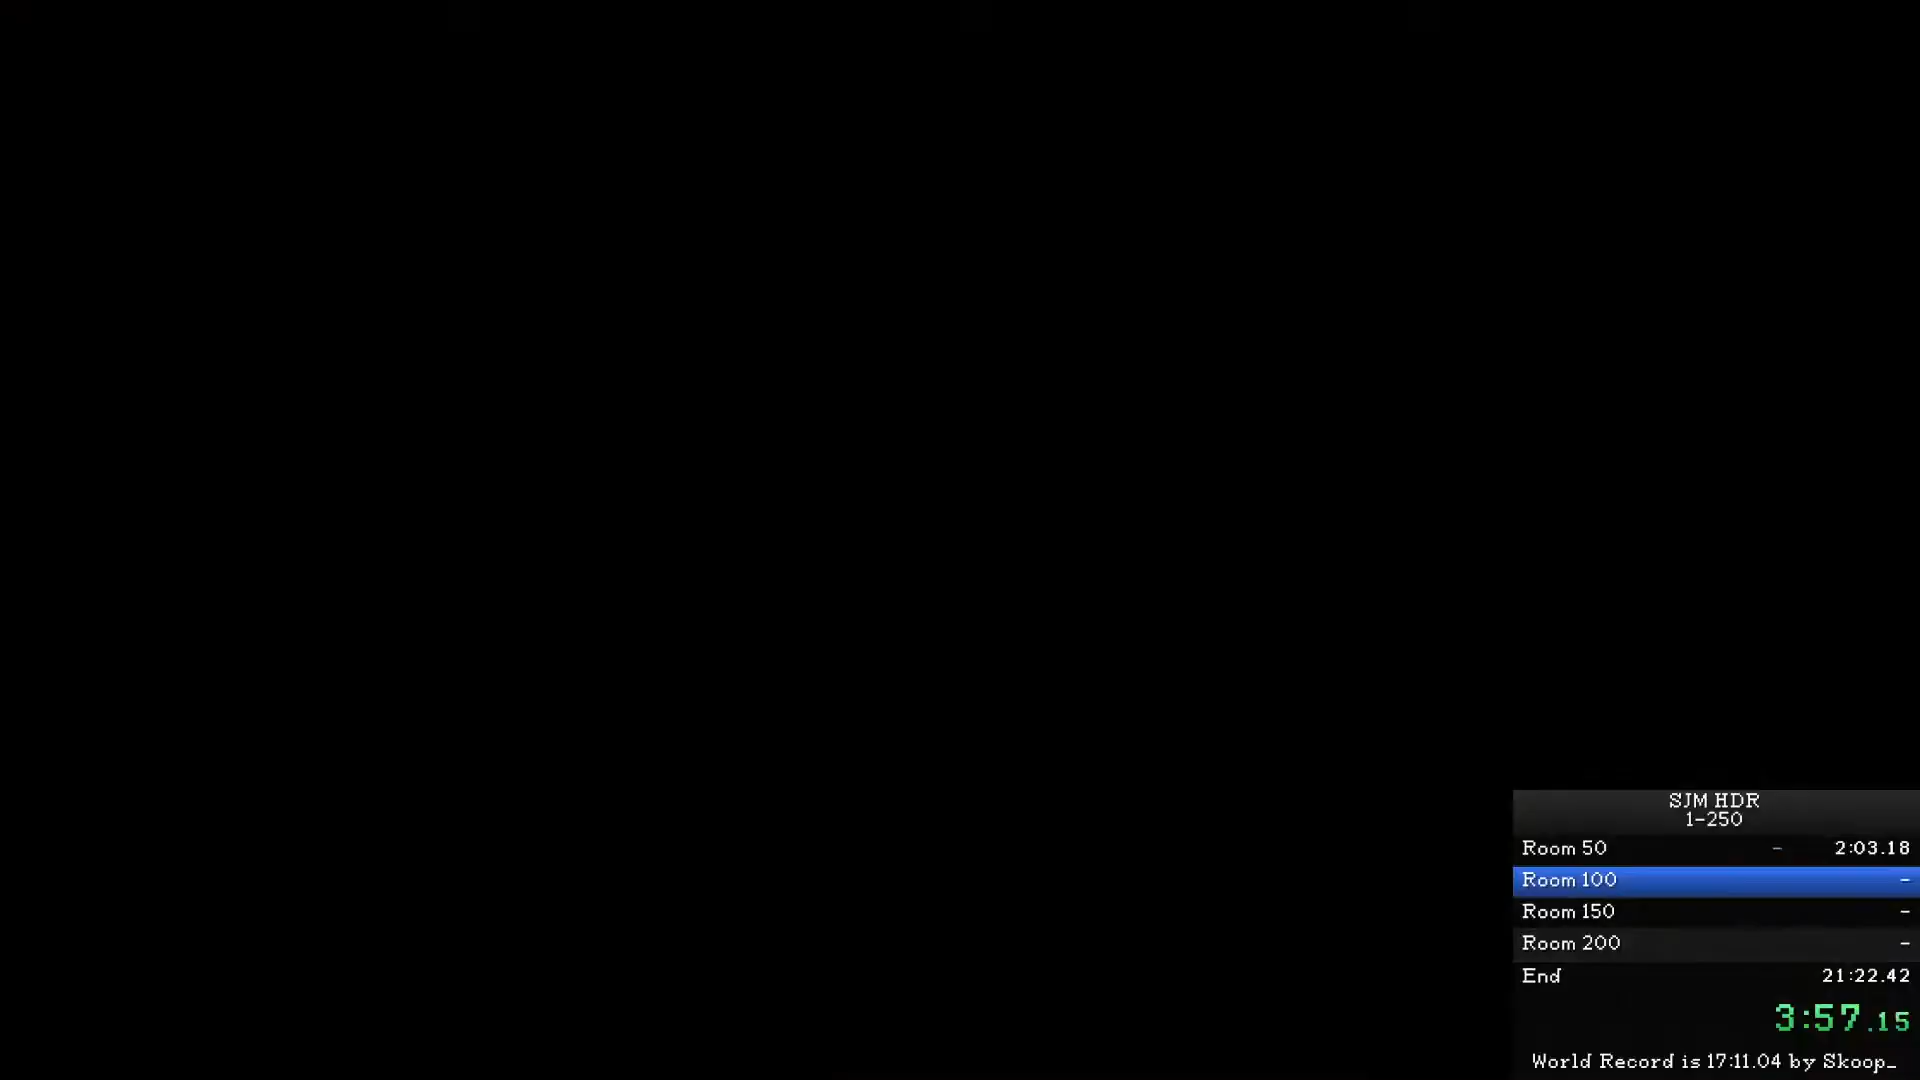 SJM HDR
1-250
Room 50 - 2:03.18
Room 100 -
Room 150 -
Room 200 -
End 21:22.42
3:57.15
World Record is 17:11.04 by Skoop_